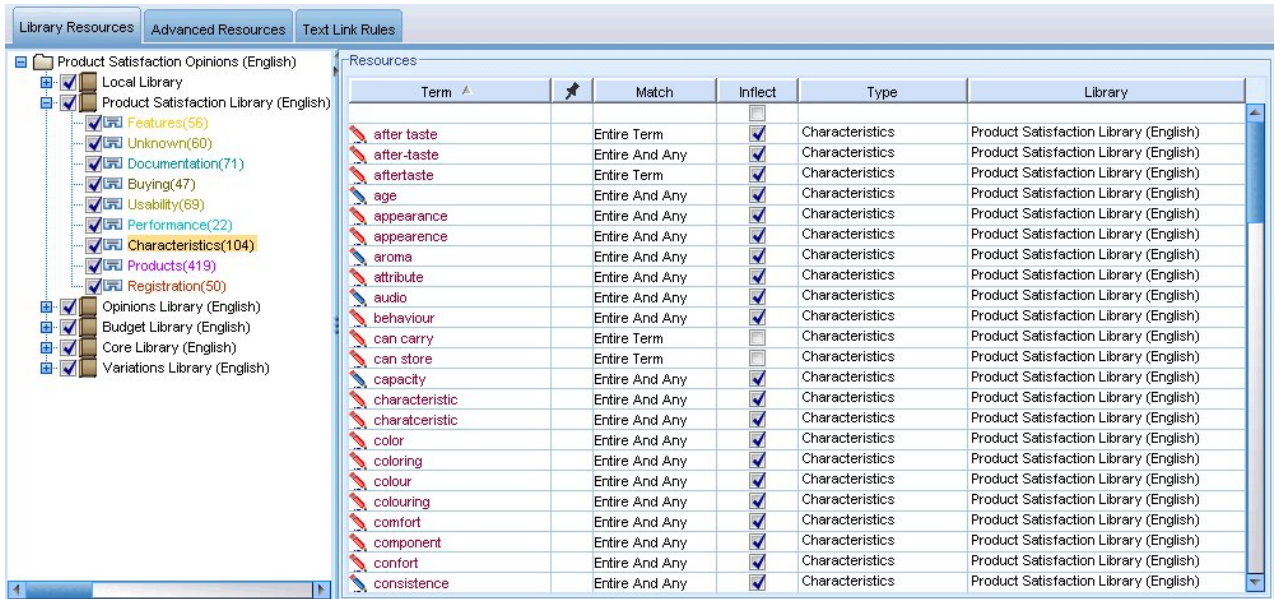 Library Resources Advanced Resources Text Link Rules
Product Satisfaction Opinions (English)
Local Library
Product Satisfaction Library (English)
Features(56)
Unknown(60)
Documentation(71)
Buying(47)
Usability(69)
Performance(22)
Characteristics(104)
Products(419)
Registration(50)
Opinions Library (English)
Budget Library (English)
Core Library (English)
Variations Library (English)
Resources
Term Match Inflect Type Library
after taste Entire Term Characteristics Product Satisfaction Library (English)
after-taste Entire And Any Characteristics Product Satisfaction Library (English)
aftertaste Entire Term Characteristics Product Satisfaction Library (English)
age Entire And Any Characteristics Product Satisfaction Library (English)
appearance Entire And Any Characteristics Product Satisfaction Library (English)
appearence Entire And Any Characteristics Product Satisfaction Library (English)
aroma Entire And Any Characteristics Product Satisfaction Library (English)
attribute Entire And Any Characteristics Product Satisfaction Library (English)
audio Entire And Any Characteristics Product Satisfaction Library (English)
behaviour Entire And Any Characteristics Product Satisfaction Library (English)
can carry Entire Term Characteristics Product Satisfaction Library (English)
can store Entire Term Characteristics Product Satisfaction Library (English)
capacity Entire And Any Characteristics Product Satisfaction Library (English)
characteristic Entire And Any Characteristics Product Satisfaction Library (English)
charatceristic Entire And Any Characteristics Product Satisfaction Library (English)
color Entire And Any Characteristics Product Satisfaction Library (English)
coloring Entire And Any Characteristics Product Satisfaction Library (English)
colour Entire And Any Characteristics Product Satisfaction Library (English)
colouring Entire And Any Characteristics Product Satisfaction Library (English)
comfort Entire And Any Characteristics Product Satisfaction Library (English)
component Entire And Any Characteristics Product Satisfaction Library (English)
confort Entire And Any Characteristics Product Satisfaction Library (English)
consistence Entire And Any Characteristics Product Satisfaction Library (English)